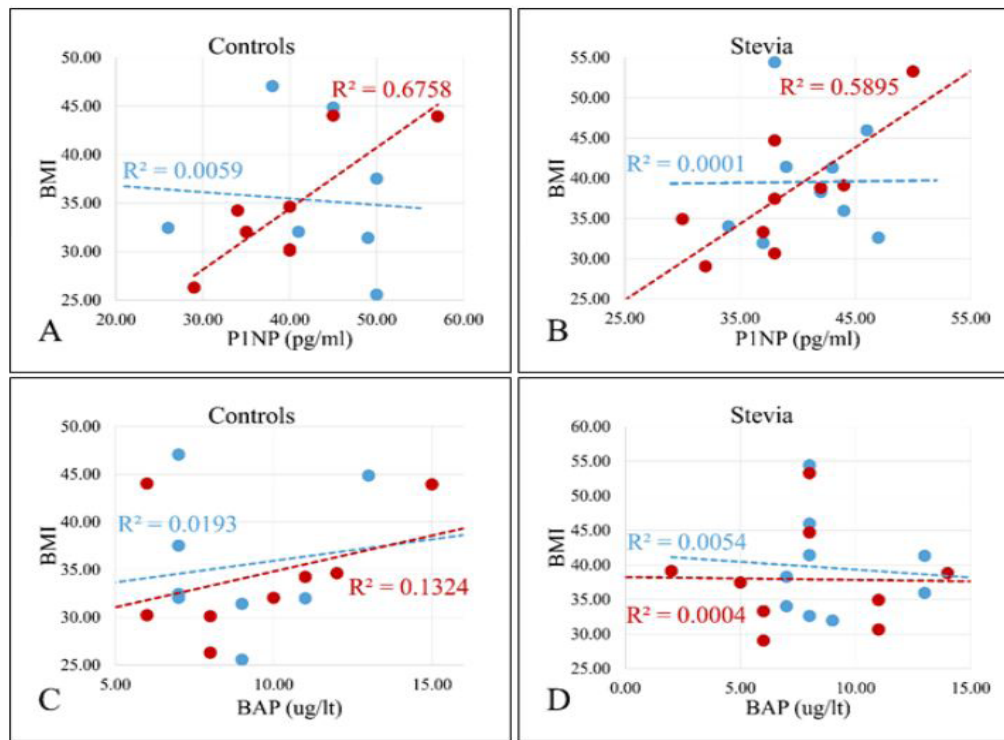 Controls
50.00
45.00
40.00
35.00
30.00
25.00
BMI
R² = 0.6758
R² = 0.0059
20.00 30.00 40.00 50.00 60.00
P1NP (pg/ml)
A
Stevia
55.00
50.00
45.00
40.00
35.00
30.00
25.00
BMI
R² = 0.5895
R² = 0.0001
25.00 35.00 45.00 55.00
P1NP (pg/ml)
B
Controls
50.00
45.00
40.00
35.00
30.00
25.00
BMI
R² = 0.0193
R² = 0.1324
5.00 10.00 15.00
BAP (ug/lt)
C
Stevia
60.00
55.00
50.00
45.00
40.00
35.00
30.00
25.00
BMI
R² = 0.0054
R² = 0.0004
0.00 5.00 10.00 15.00
BAP (ug/lt)
D